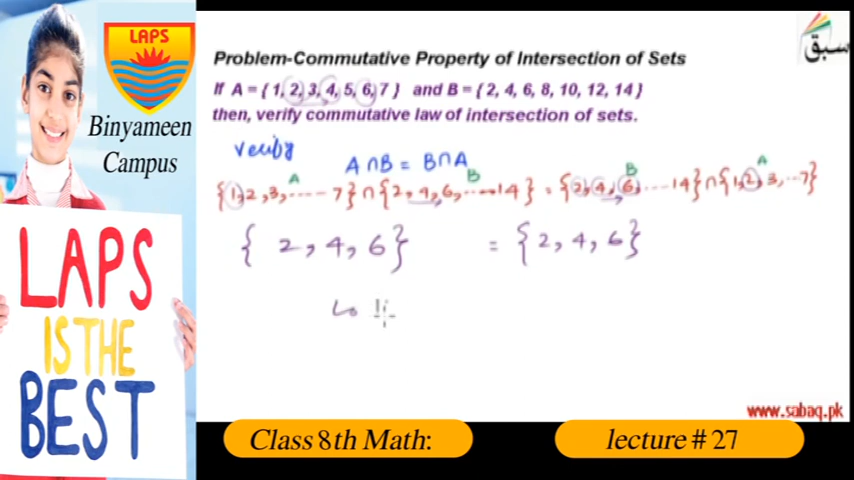 LAPS
Binyameen
Campus
LAPS
IS THE
BEST
سبق
Problem-Commutative Property of Intersection of Sets
If A = { 1, 2, 3, 4, 5, 6, 7 } and B = { 2, 4, 6, 8, 10, 12, 14 }
then, verify commutative law of intersection of sets.
verify
A∩B = B∩A
A B B A
{1,2,3,.....7}∩{2,4,6,.....14} = {2,4,6,...14}∩{1,2,3,..7}
{ 2, 4, 6} = {2, 4, 6}
www.sabaq.pk
Class 8th Math:
lecture # 27